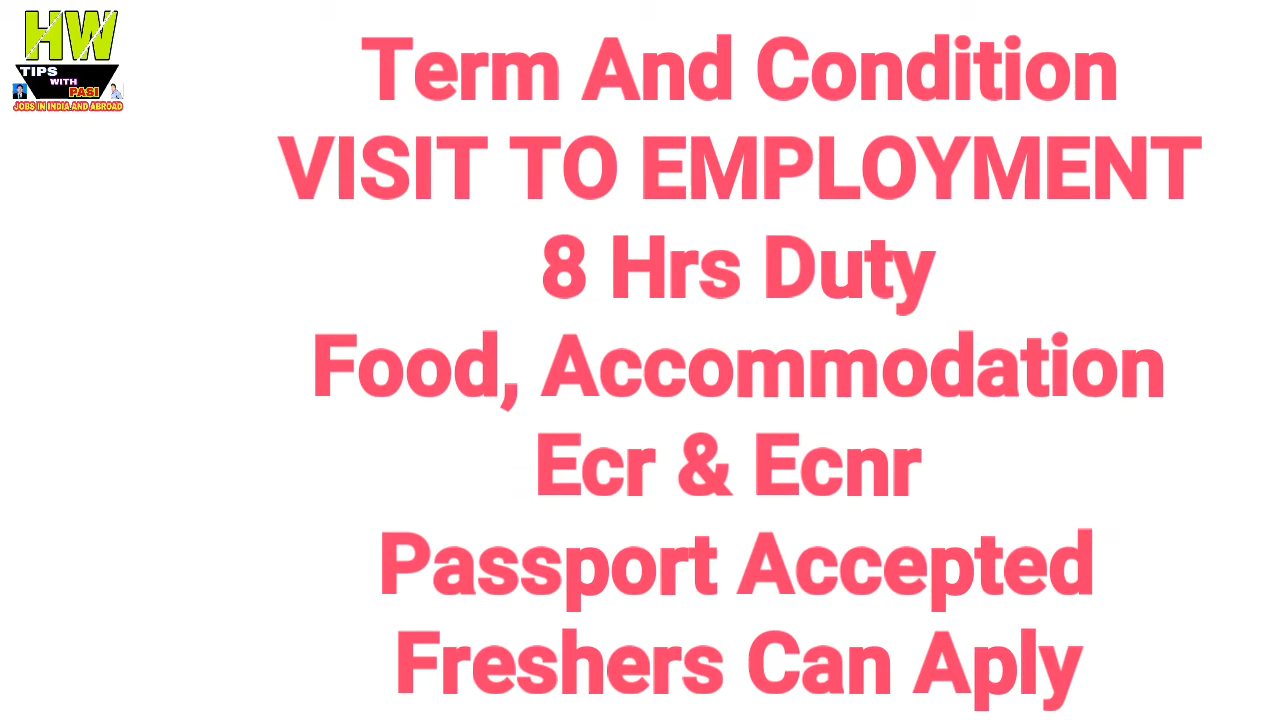 HW
TIPS
WITH
PASI
JOBS IN INDIA AND ABROAD
Term And Condition
VISIT TO EMPLOYMENT
8 Hrs Duty
Food, Accommodation
Ecr & Ecnr
Passport Accepted
Freshers Can Aply